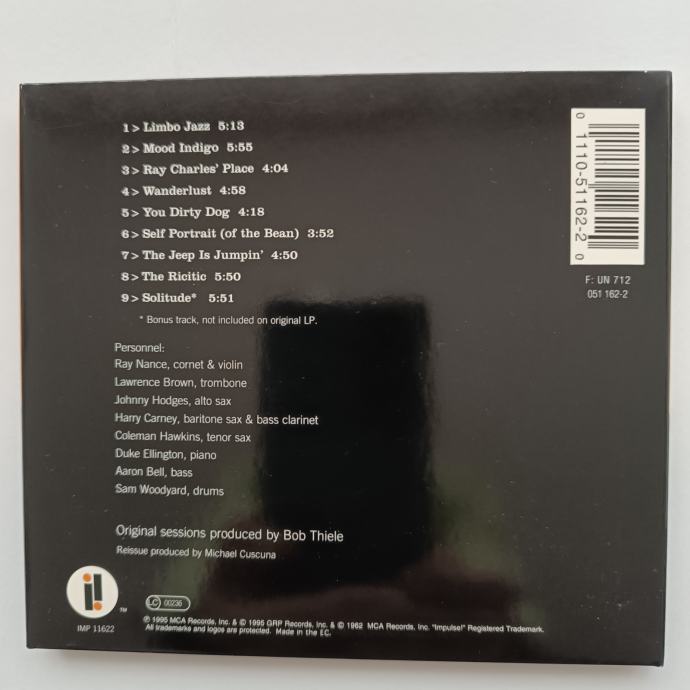 1 > Limbo Jazz 5:13
2 > Mood Indigo 5:55
3 > Ray Charles' Place 4:04
4 > Wanderlust 4:58
5 > You Dirty Dog 4:18
6 > Self Portrait (of the Bean) 3:52
7 > The Jeep Is Jumpin' 4:50
8 > The Ricitic 5:50
9 > Solitude* 5:51
* Bonus track, not included on original LP.
Personnel:
Ray Nance, cornet & violin
Lawrence Brown, trombone
Johnny Hodges, alto sax
Harry Carney, baritone sax & bass clarinet
Coleman Hawkins, tenor sax
Duke Ellington, piano
Aaron Bell, bass
Sam Woodyard, drums
Original sessions produced by Bob Thiele
Reissue produced by Michael Cuscuna
0 1110-51162-2 0
F: UN 712
051 162-2
i! TM
IMP 11622
LC 00236
℗ 1995 MCA Records, Inc. & © 1995 GRP Records, Inc. & © 1962 MCA Records, Inc. "Impulse!" Registered Trademark.
All trademarks and logos are protected. Made in the EC.